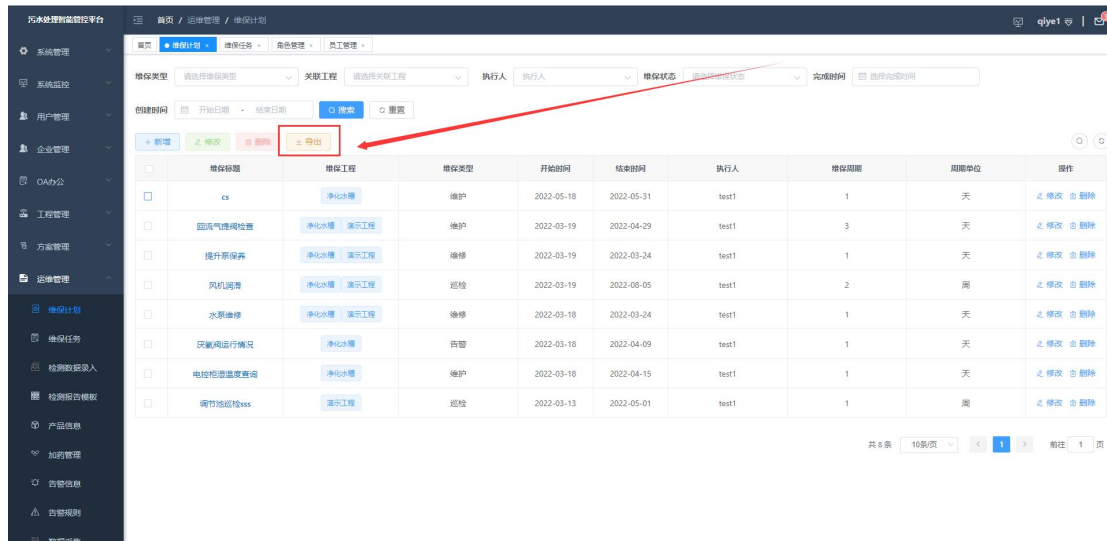 污水处理智能管控平台 首页 / 运维管理 / 维保计划 qiye1
系统管理
系统监控
用户管理
企业管理
OA办公
工程管理
方案管理
运维管理
维保计划
维保任务
检测数据录入
检测报告模板
产品信息
加药管理
告警信息
告警规则
首页 维保计划 × 维保任务 × 角色管理 × 员工管理 ×
维保类型 请选择维保类型 关联工程 请选择关联工程 执行人 执行人 维保状态 请选择维保状态 完成时间 选择完成时间
创建时间 开始日期 - 结束日期 搜索 重置
+ 新增 修改 删除 导出
维保标题 维保工程 维保类型 开始时间 结束时间 执行人 维保周期 周期单位 操作
cs 净化水槽 维护 2022-05-18 2022-05-31 test1 1 天 修改 删除
回流气提阀检查 净化水槽 演示工程 维护 2022-03-19 2022-04-29 test1 3 天 修改 删除
提升泵保养 净化水槽 演示工程 维修 2022-03-19 2022-03-24 test1 1 天 修改 删除
风机润滑 净化水槽 演示工程 巡检 2022-03-19 2022-08-05 test1 2 周 修改 删除
水泵维修 净化水槽 演示工程 维修 2022-03-18 2022-03-24 test1 1 天 修改 删除
厌氧阀运行情况 净化水槽 告警 2022-03-18 2022-04-09 test1 1 天 修改 删除
电控柜温湿度查询 净化水槽 维护 2022-03-18 2022-04-15 test1 1 天 修改 删除
调节池巡检sss 演示工程 巡检 2022-03-13 2022-05-01 test1 1 周 修改 删除
共 8 条 10条/页 < 1 > 前往 1 页